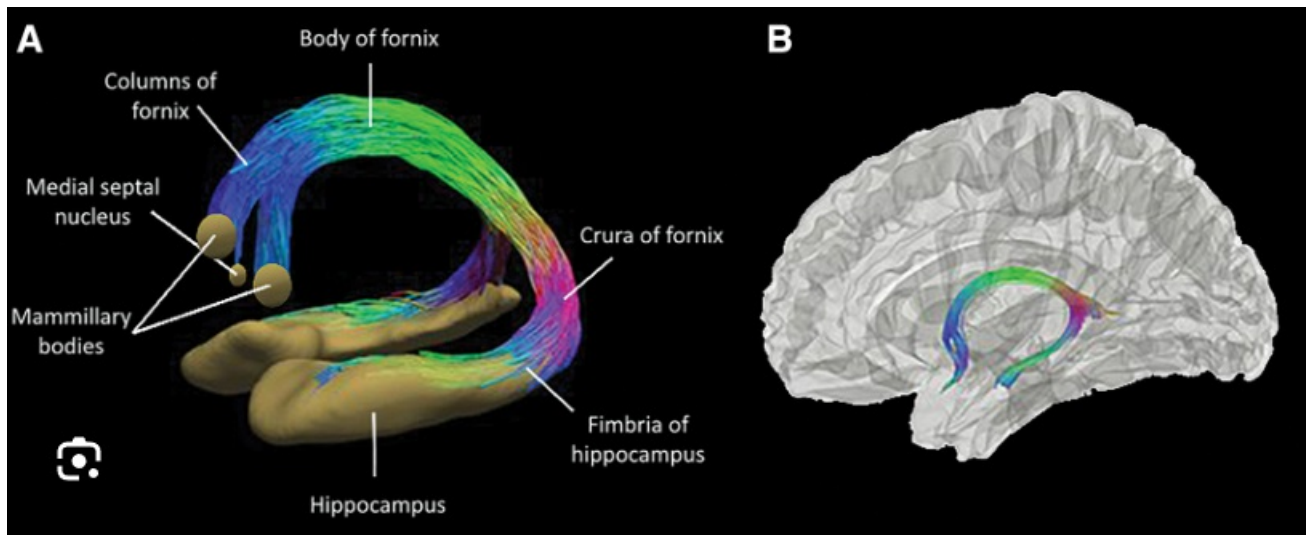 A
B
Body of fornix
Columns of
fornix
Medial septal
nucleus
Crura of fornix
Mammillary
bodies
Fimbria of
hippocampus
Hippocampus